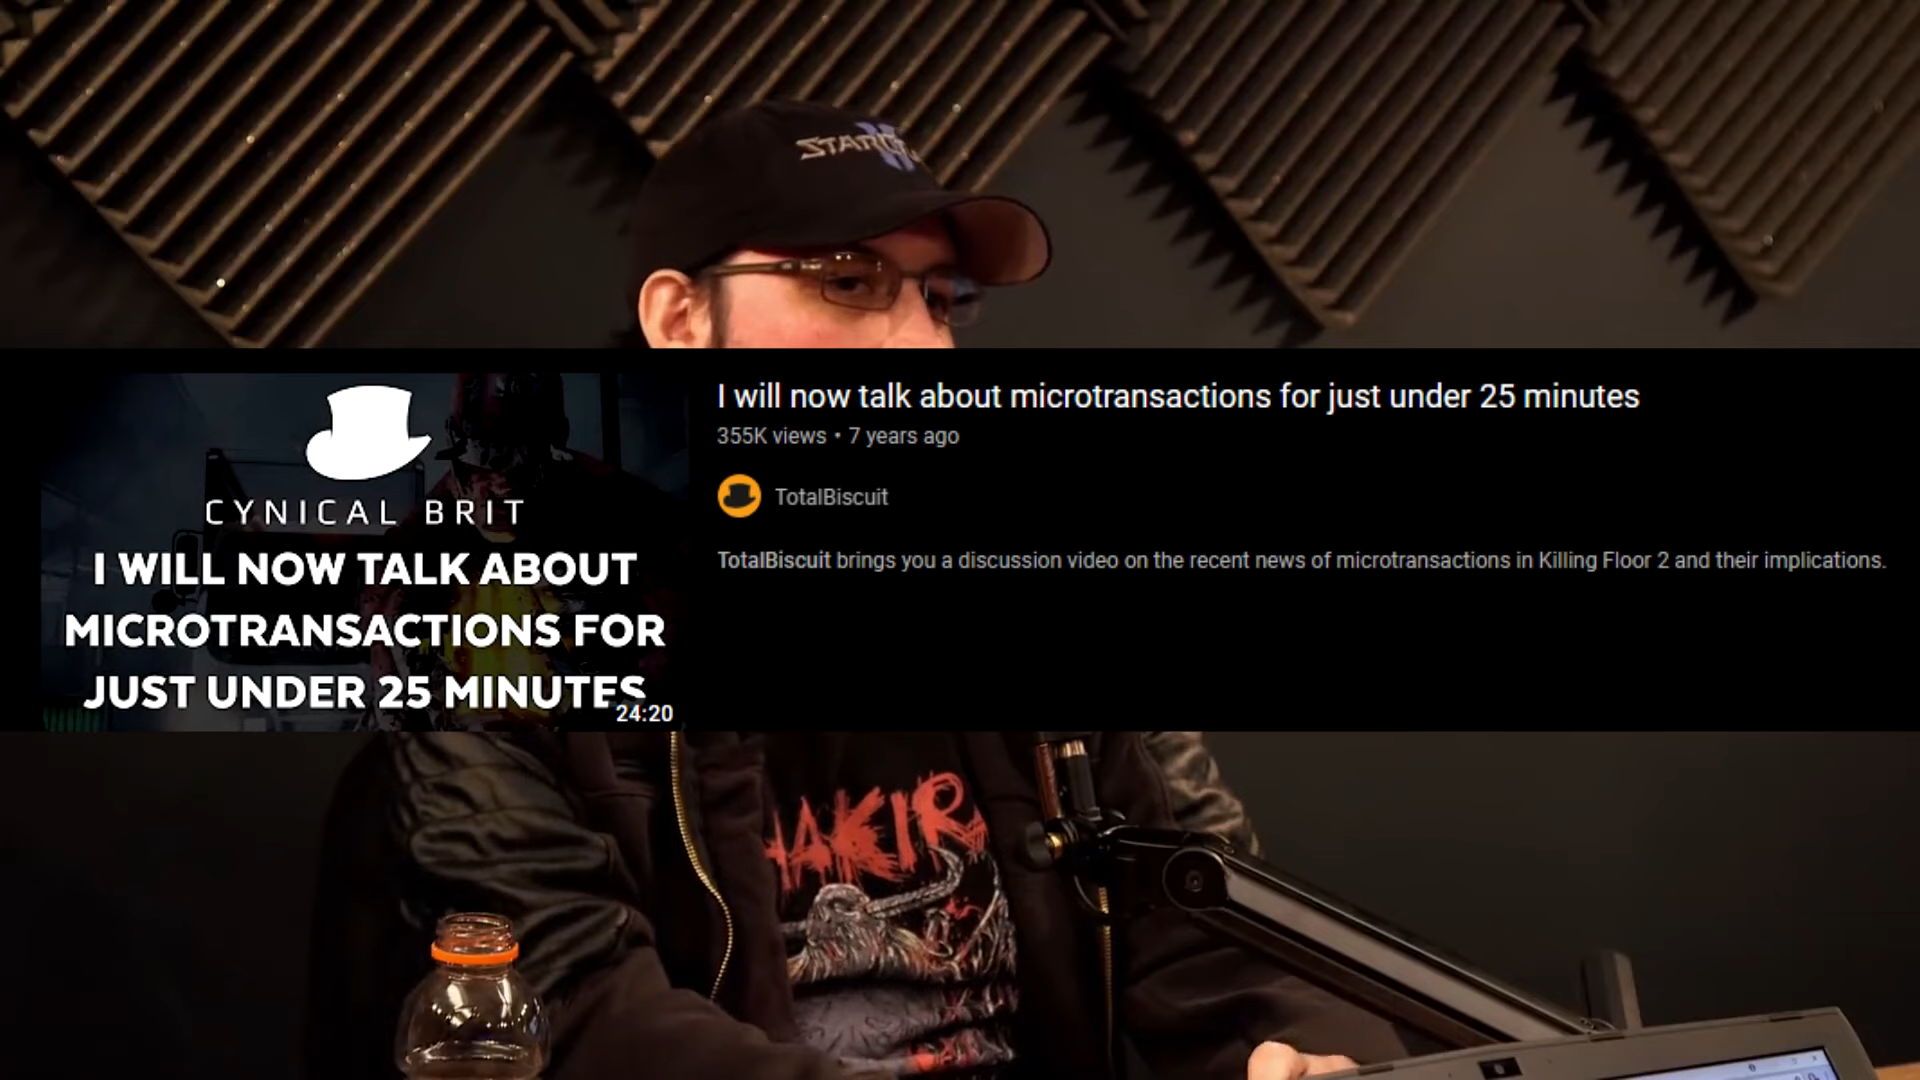 I will now talk about microtransactions for just under 25 minutes
355K views • 7 years ago
TotalBiscuit
TotalBiscuit brings you a discussion video on the recent news of microtransactions in Killing Floor 2 and their implications.
CYNICAL BRIT
I WILL NOW TALK ABOUT
MICROTRANSACTIONS FOR
JUST UNDER 25 MINUTES
24:20